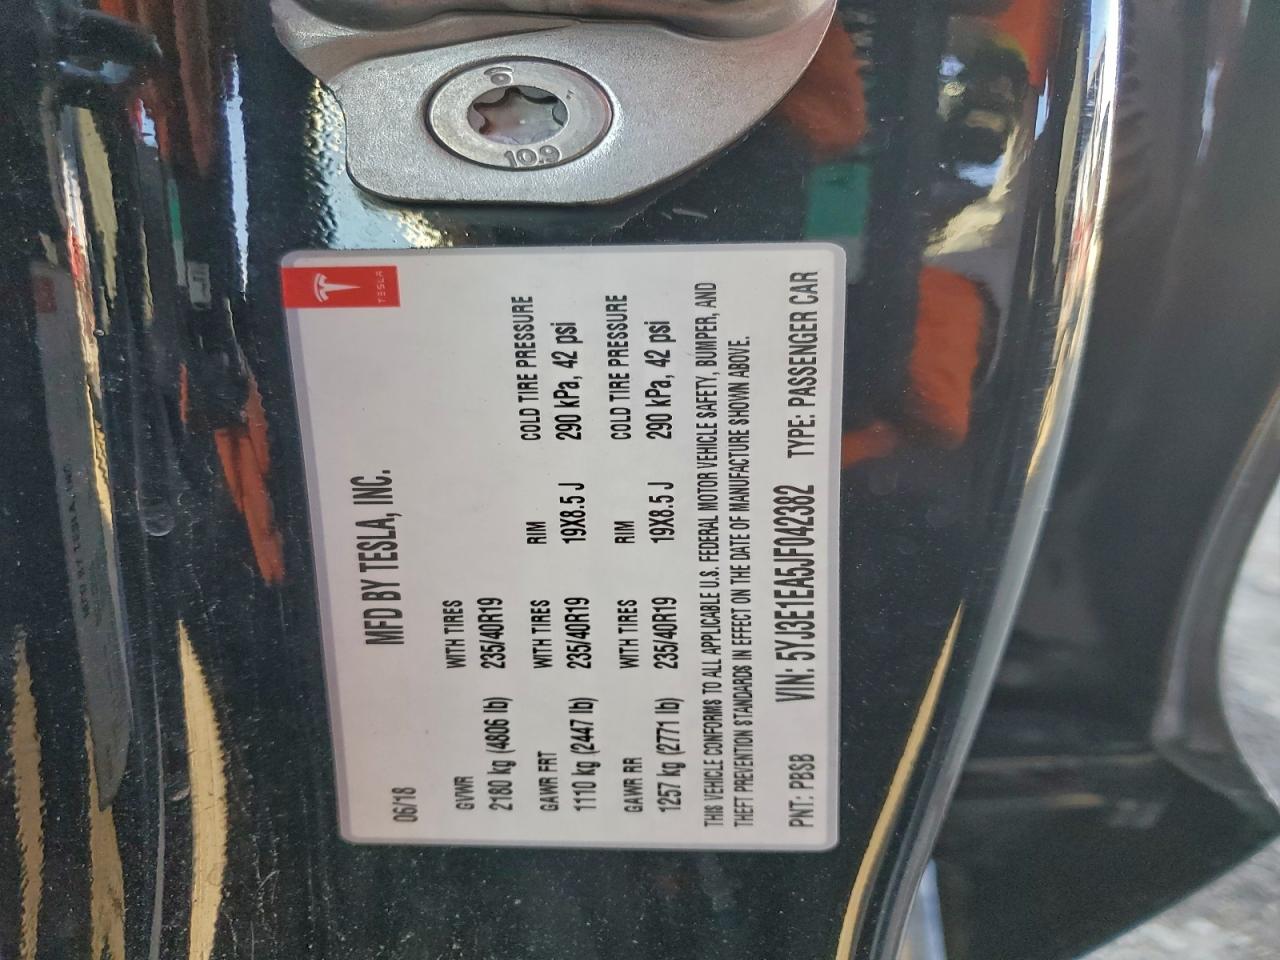 10.9
TESLA
MFD BY TESLA, INC.
06/18
GVWR WITH TIRES
2180 kg (4806 lb) 235/40R19
GAWR FRT WITH TIRES RIM COLD TIRE PRESSURE
1110 kg (2447 lb) 235/40R19 19X8.5 J 290 kPa, 42 psi
GAWR RR WITH TIRES RIM COLD TIRE PRESSURE
1257 kg (2771 lb) 235/40R19 19X8.5 J 290 kPa, 42 psi
THIS VEHICLE CONFORMS TO ALL APPLICABLE U.S. FEDERAL MOTOR VEHICLE SAFETY, BUMPER, AND
THEFT PREVENTION STANDARDS IN EFFECT ON THE DATE OF MANUFACTURE SHOWN ABOVE.
PNT: PBSB VIN: 5YJ3E1EA5JF042382 TYPE: PASSENGER CAR